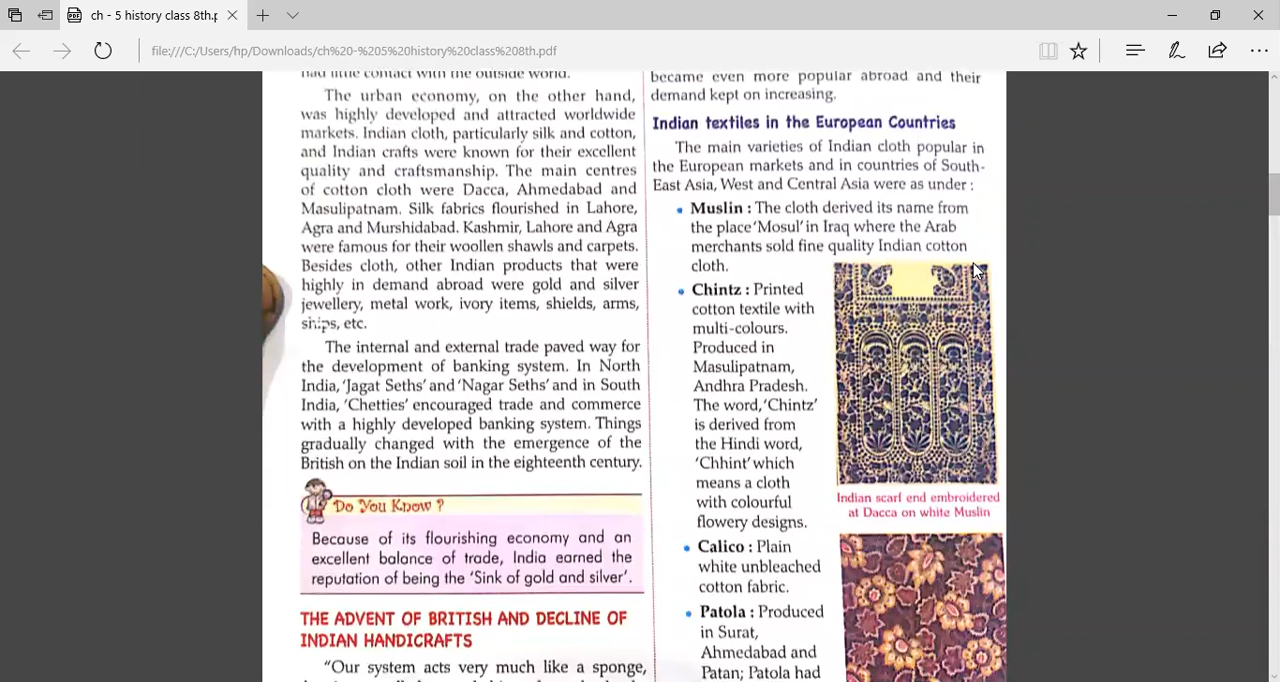 ch - 5 history class 8th.p
file:///C:/Users/hp/Downloads/ch%20-%205%20history%20class%208th.pdf
had little contact with the outside world.
The urban economy, on the other hand,
was highly developed and attracted worldwide
markets. Indian cloth, particularly silk and cotton,
and Indian crafts were known for their excellent
quality and craftsmanship. The main centres
of cotton cloth were Dacca, Ahmedabad and
Masulipatnam. Silk fabrics flourished in Lahore,
Agra and Murshidabad. Kashmir, Lahore and Agra
were famous for their woollen shawls and carpets.
Besides cloth, other Indian products that were
highly in demand abroad were gold and silver
jewellery, metal work, ivory items, shields, arms,
ships, etc.
The internal and external trade paved way for
the development of banking system. In North
India, 'Jagat Seths' and 'Nagar Seths' and in South
India, 'Chetties' encouraged trade and commerce
with a highly developed banking system. Things
gradually changed with the emergence of the
British on the Indian soil in the eighteenth century.
Do You Know ?
Because of its flourishing economy and an
excellent balance of trade, India earned the
reputation of being the 'Sink of gold and silver'.
THE ADVENT OF BRITISH AND DECLINE OF
INDIAN HANDICRAFTS
"Our system acts very much like a sponge,
became even more popular abroad and their
demand kept on increasing.
Indian textiles in the European Countries
The main varieties of Indian cloth popular in
the European markets and in countries of South-
East Asia, West and Central Asia were as under :
• Muslin : The cloth derived its name from
the place 'Mosul' in Iraq where the Arab
merchants sold fine quality Indian cotton
cloth.
• Chintz : Printed
cotton textile with
multi-colours.
Produced in
Masulipatnam,
Andhra Pradesh.
The word, 'Chintz'
is derived from
the Hindi word,
'Chhint' which
means a cloth
with colourful
flowery designs.
Indian scarf end embroidered
at Dacca on white Muslin
• Calico : Plain
white unbleached
cotton fabric.
• Patola : Produced
in Surat,
Ahmedabad and
Patan; Patola had